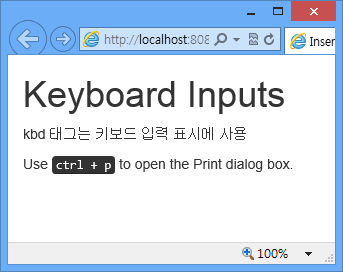 http://localhost:808
Inser
Keyboard Inputs
kbd 태그는 키보드 입력 표시에 사용
Use ctrl + p to open the Print dialog box.
100%